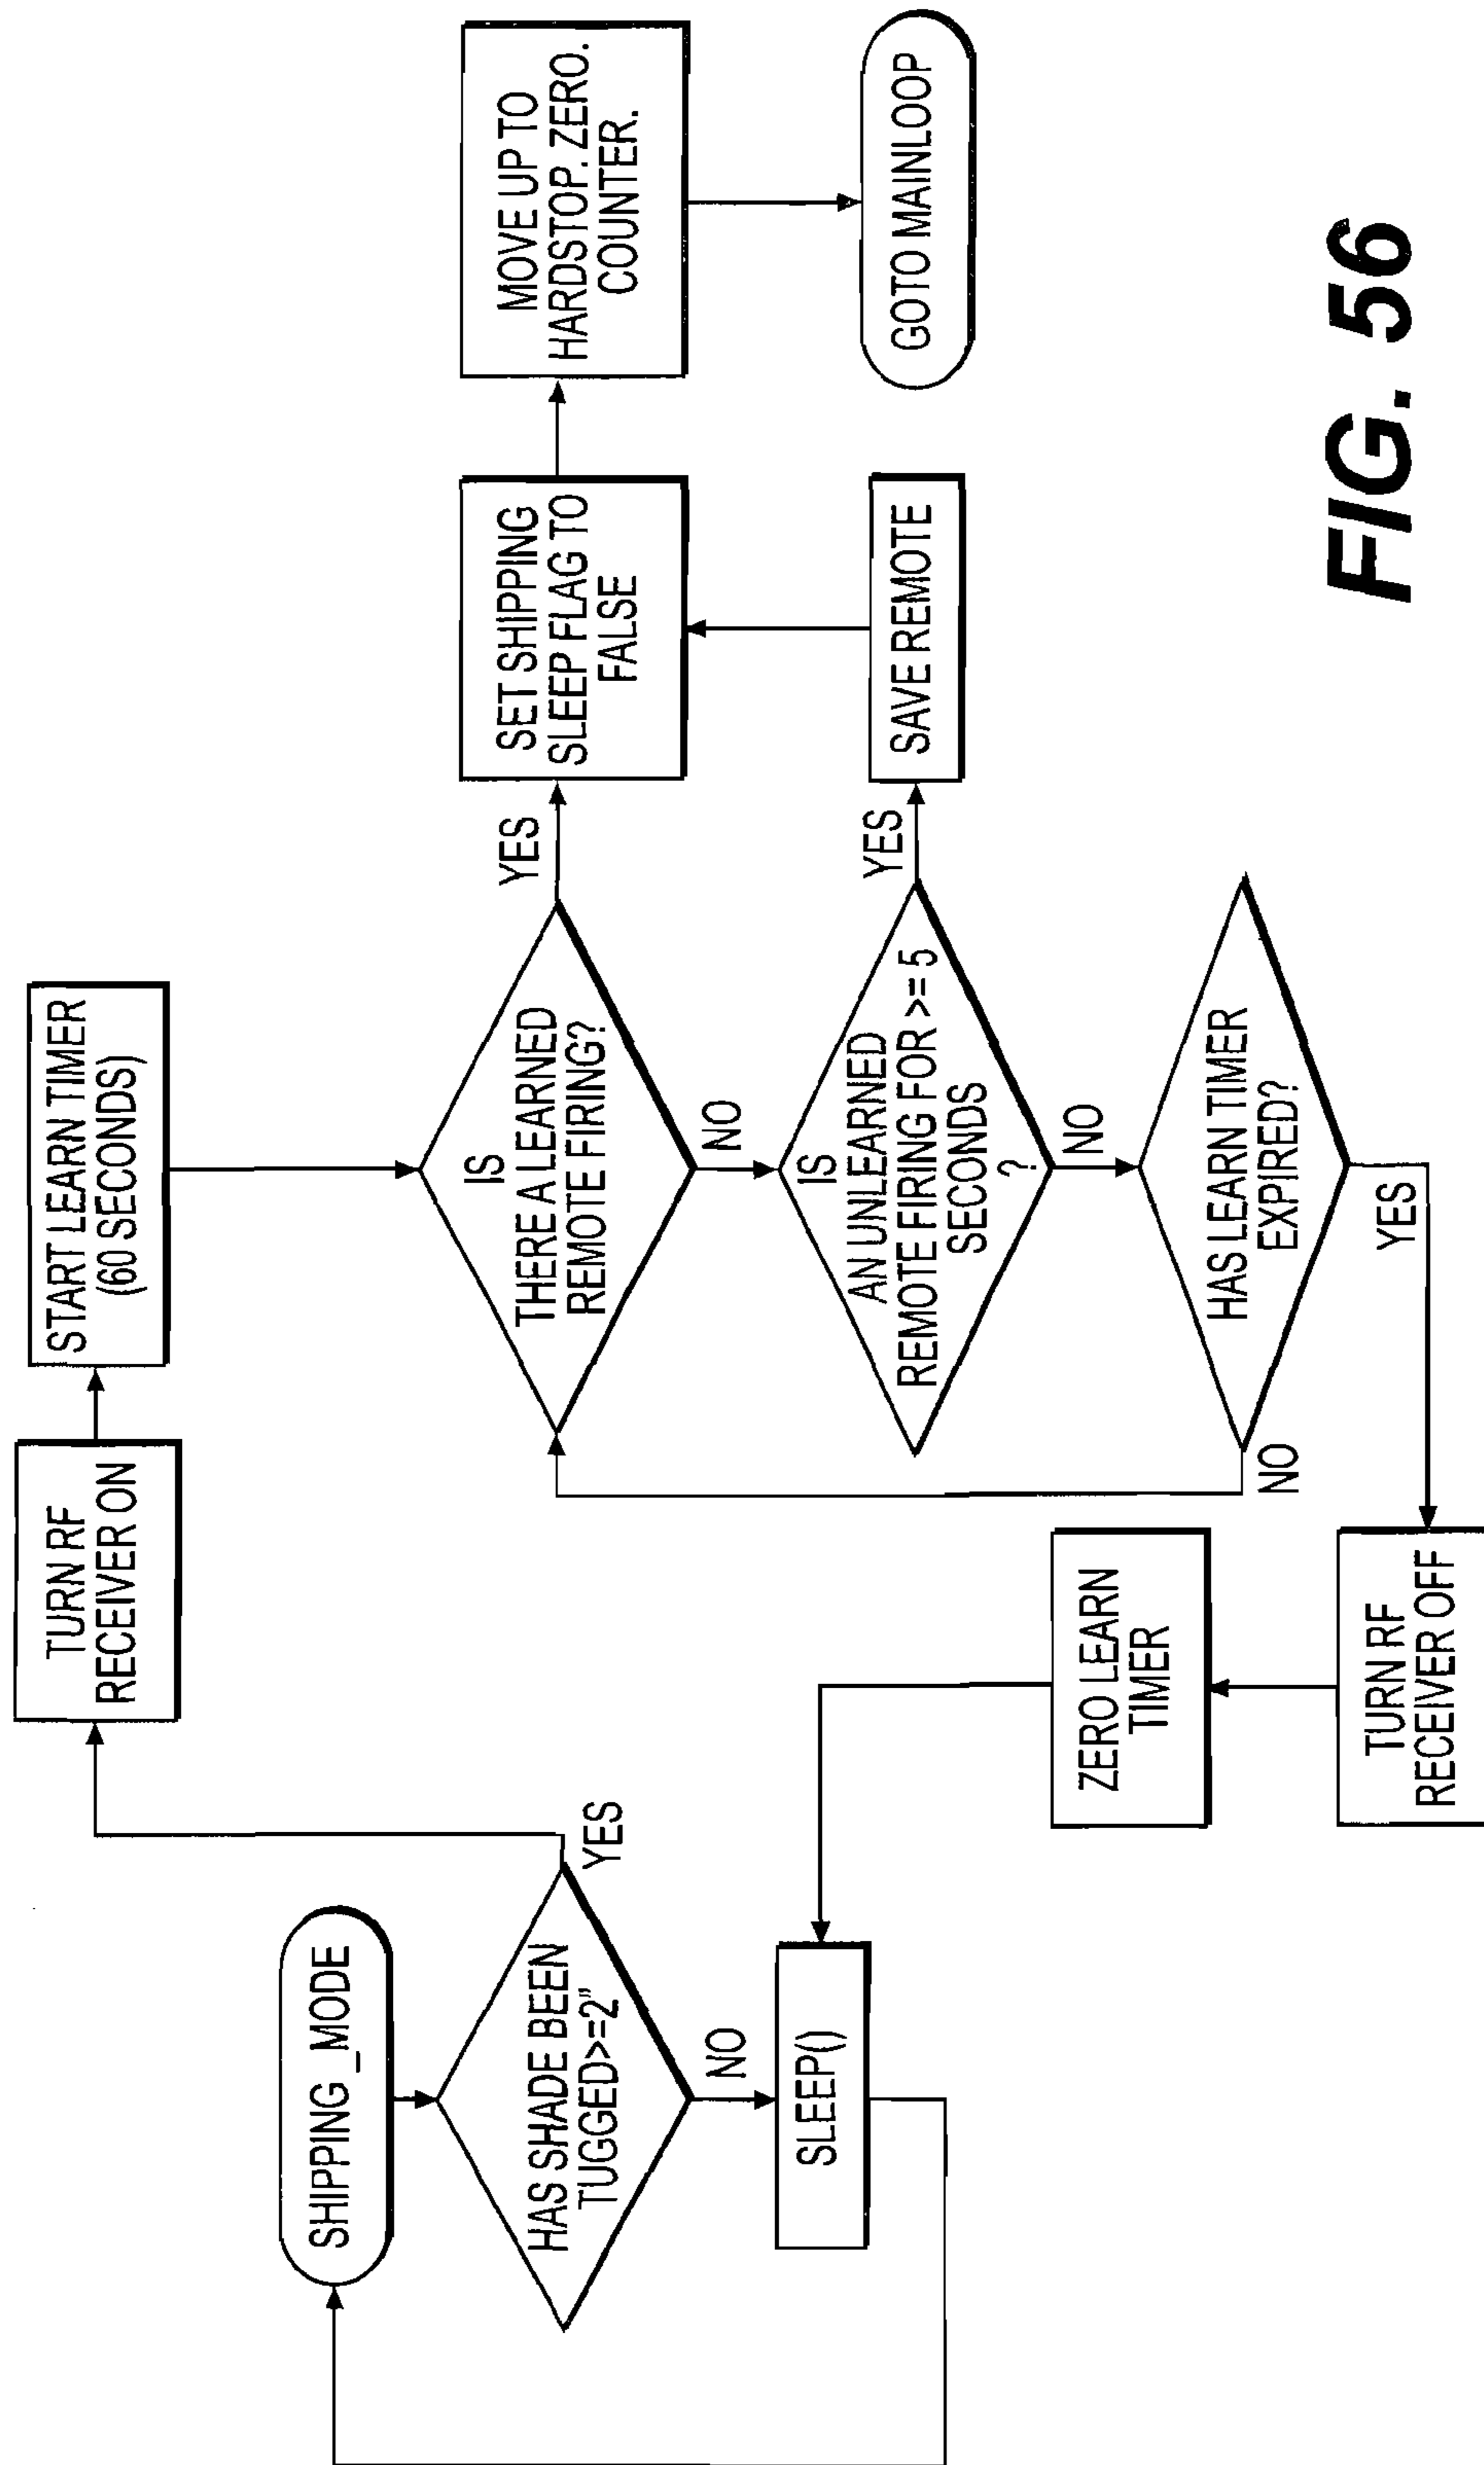 SHIPPING_MODE
HAS SHADE BEEN
TUGGED>=2"
YES
NO
SLEEP()
TURN RF
RECEIVER ON
START LEARN TIMER
(60 SECONDS)
IS
THERE A LEARNED
REMOTE FIRING?
YES
NO
IS
AN UNLEARNED
REMOTE FIRING FOR >= 5
SECONDS
?
YES
NO
HAS LEARN TIMER
EXPIRED?
NO
YES
TURN RF
RECEIVER OFF
ZERO LEARN
TIMER
SAVE REMOTE
SET SHIPPING
SLEEP FLAG TO
FALSE
MOVE UP TO
HARDSTOP. ZERO.
COUNTER.
GOTO MAINLOOP
FIG. 56